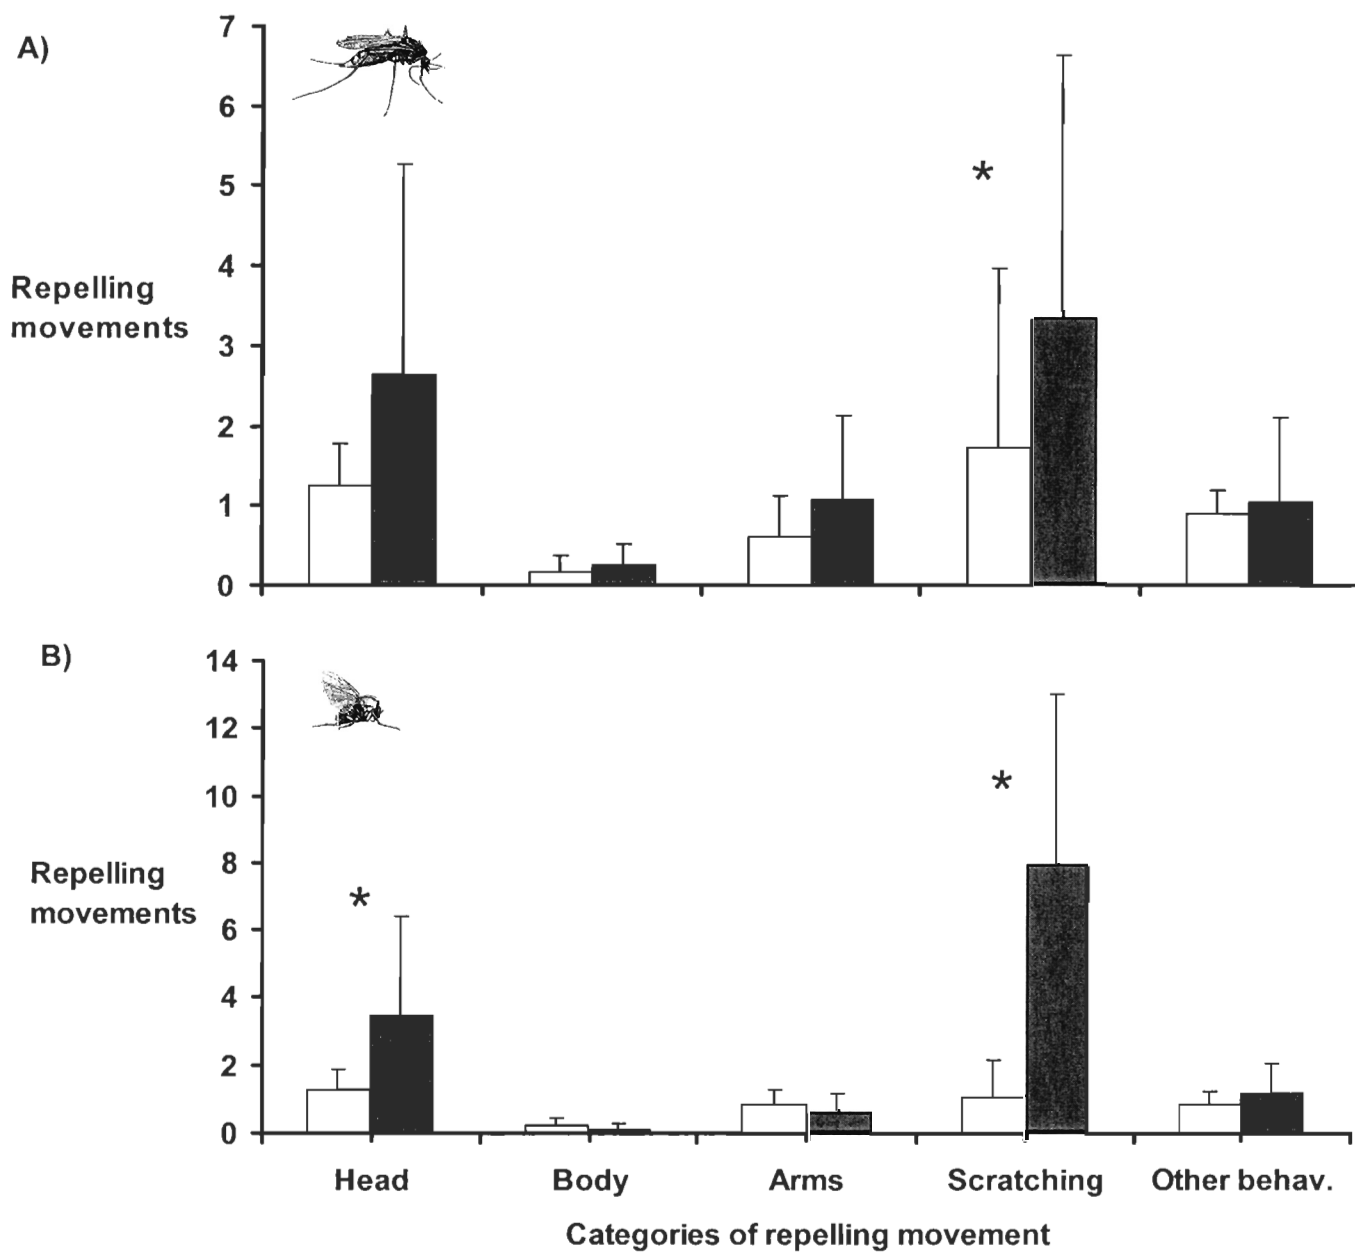 A)
7
6
5
4
3
2
1
0
Repelling
movements
*
B)
14
12
10
8
6
4
2
0
Repelling
movements
*
*
Head Body Arms Scratching Other behav.
Categories of repelling movement